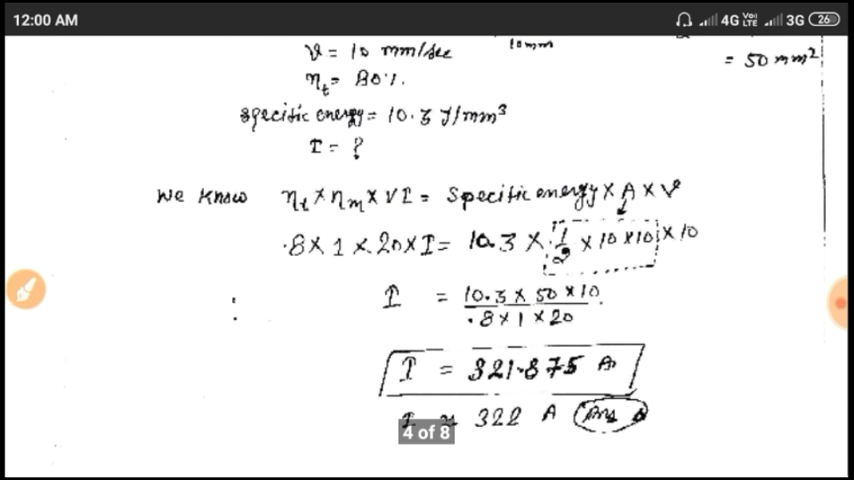 12:00 AM 4G VoLTE 3G 26
10mm
v = 10 mm/sec
= 50 mm²
ηt = 80%.
specific energy = 10.3 J/mm³
I = ?
We know ηt × ηm × VI = Specific energy × A × v
.8 × 1 × 20 × I = 10.3 × 1/2 × 10 × 10 × 10
I = 10.3 × 50 × 10 / .8 × 1 × 20
I = 321.875 A
I ≈ 322 A Ans
4 of 8